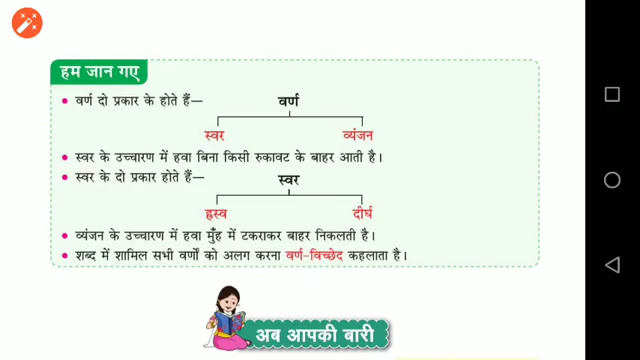 हम जान गए
वर्ण दो प्रकार के होते हैं—
वर्ण
स्वर व्यंजन
स्वर के उच्चारण में हवा बिना किसी रुकावट के बाहर आती है।
स्वर के दो प्रकार होते हैं—
स्वर
ह्रस्व दीर्घ
व्यंजन के उच्चारण में हवा मुँह में टकराकर बाहर निकलती है।
शब्द में शामिल सभी वर्णों को अलग करना वर्ण-विच्छेद कहलाता है।
अब आपकी बारी